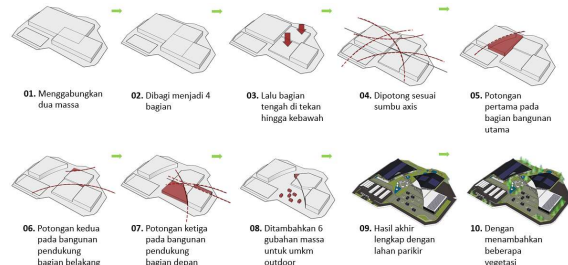 01. Menggabungkan
dua massa
02. Dibagi menjadi 4
bagian
03. Lalu bagian
tengah di tekan
hingga kebawah
04. Dipotong sesuai
sumbu axis
05. Potongan
pertama pada
bagian bangunan
utama
06. Potongan kedua
pada bangunan
pendukung
bagian belakang
07. Potongan ketiga
pada bangunan
pendukung
bagian depan
08. Ditambahkan 6
gubahan massa
untuk umkm
outdoor
09. Hasil akhir
lengkap dengan
lahan parikir
10. Dengan
menambahkan
beberapa
vegetasi